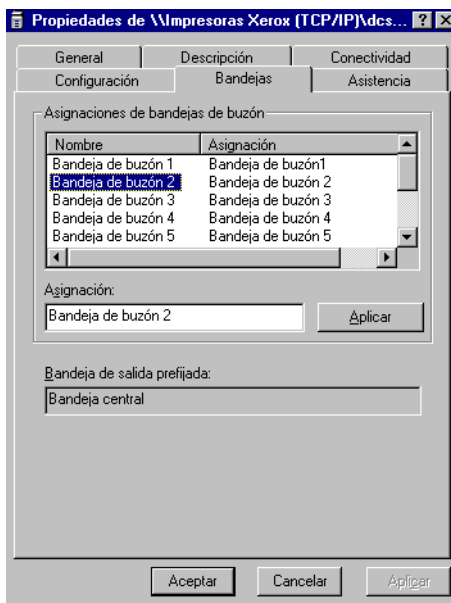 Propiedades de \\Impresoras Xerox (TCP/IP)\dcs...
General Descripción Conectividad
Configuración Bandejas Asistencia
Asignaciones de bandejas de buzón
Nombre Asignación
Bandeja de buzón 1 Bandeja de buzón1
Bandeja de buzón 2 Bandeja de buzón 2
Bandeja de buzón 3 Bandeja de buzón 3
Bandeja de buzón 4 Bandeja de buzón 4
Bandeja de buzón 5 Bandeja de buzón 5
Asignación:
Bandeja de buzón 2 Aplicar
Bandeja de salida prefijada:
Bandeja central
Aceptar Cancelar Aplicar